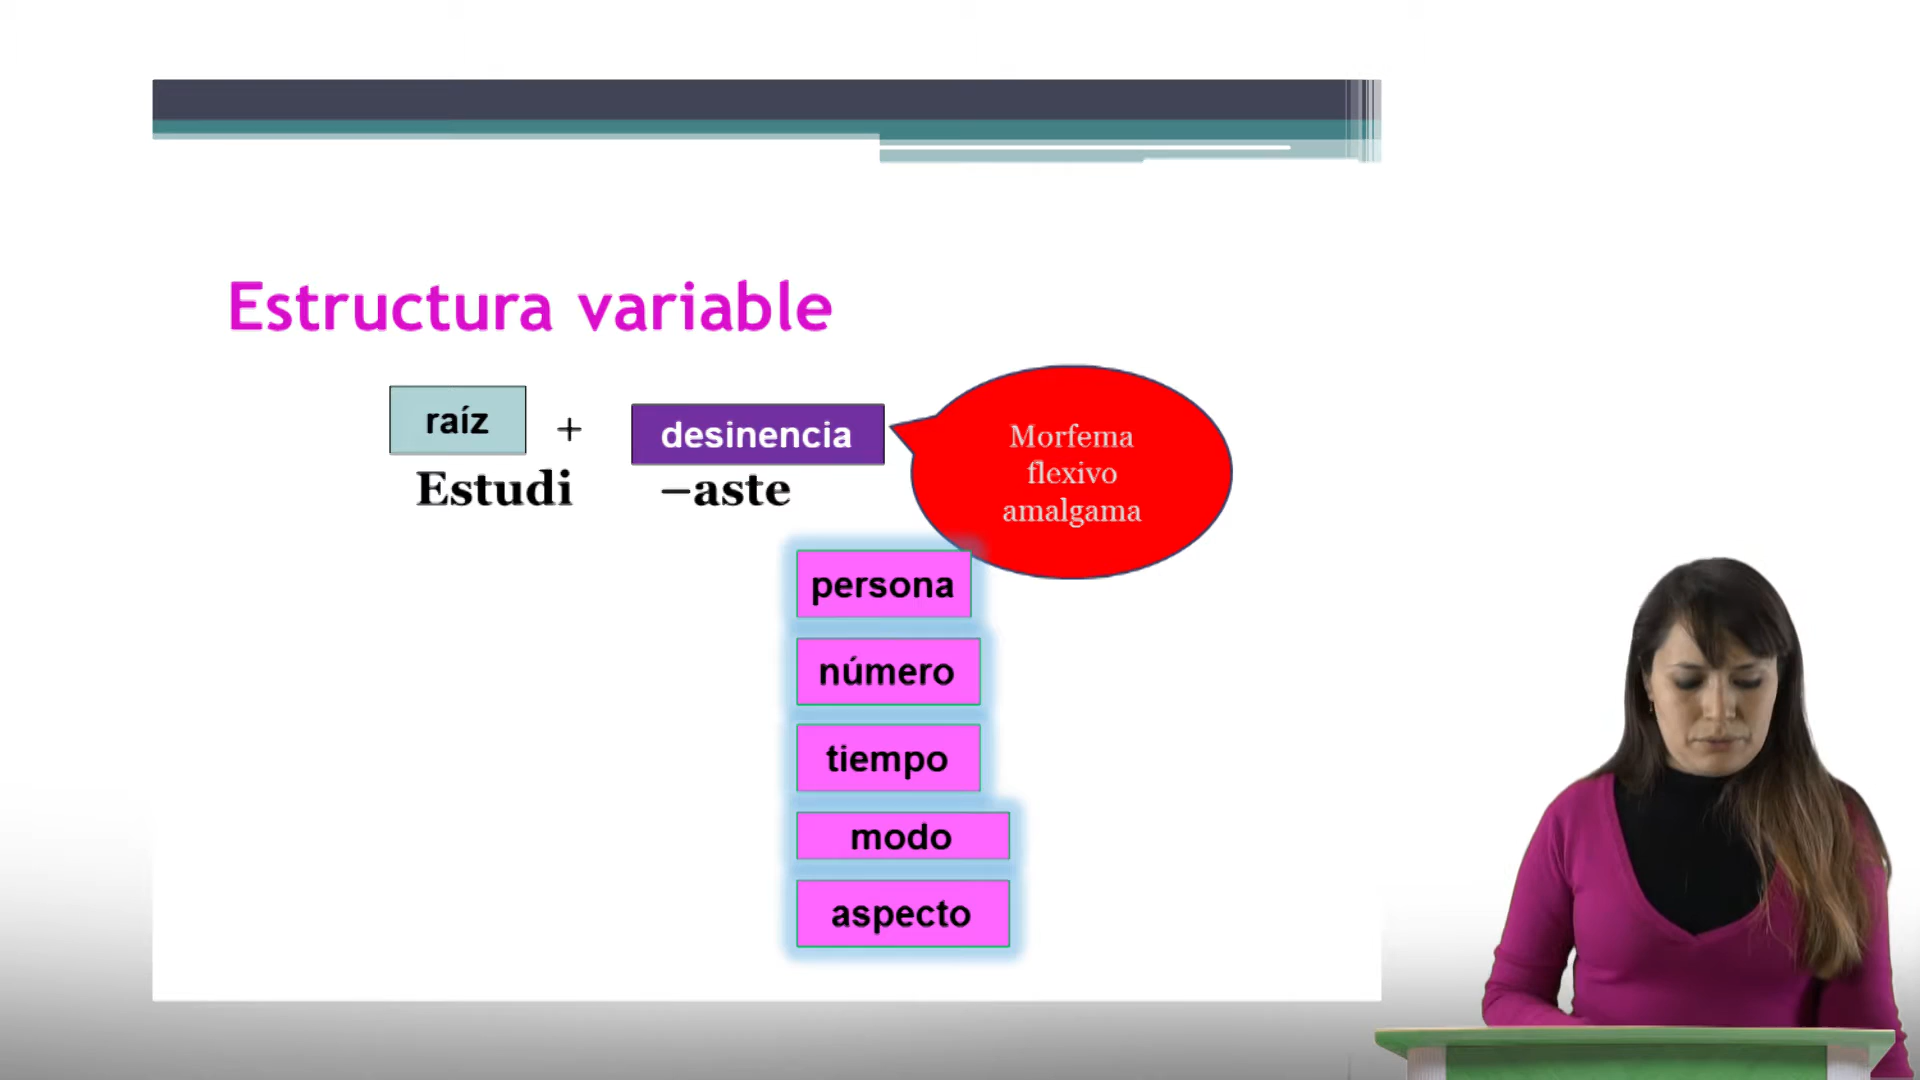 Estructura variable
raíz + desinencia
Estudi –aste
Morfema
flexivo
amalgama
persona
número
tiempo
modo
aspecto